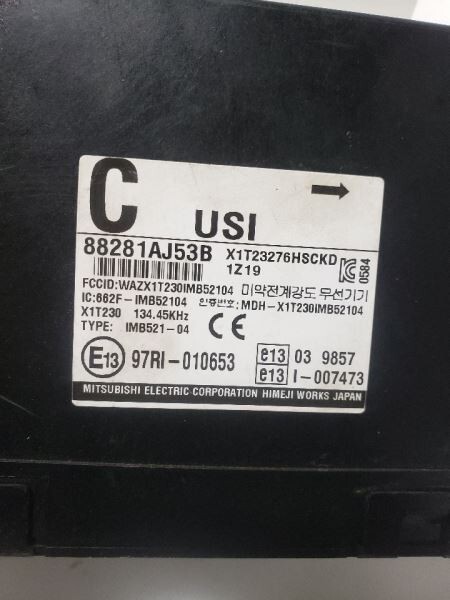 C
USI
88281AJ53B X1T23276HSCKD
1Z19
0584
FCCID:WAZX1T230IMB52104 미약전계강도 무선기기
IC:662F-IMB52104 인증번호:MDH-X1T230IMB52104
X1T230 134.45KHz
TYPE: IMB521-04 CE
E13 97RI-010653
e13 03 9857
e13 I-007473
MITSUBISHI ELECTRIC CORPORATION HIMEJI WORKS JAPAN